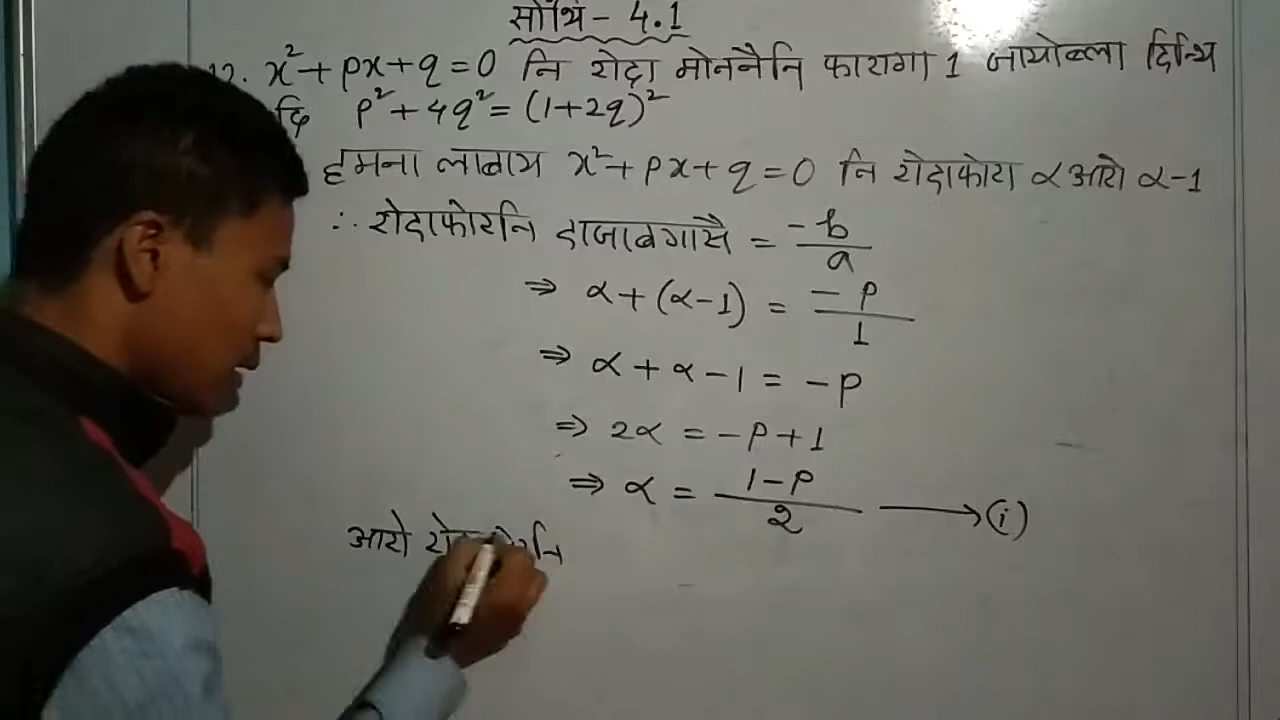 सोँथि - 4.1
12. x² + px + q = 0 नि रोदा मोननैनि फारागा 1 जायोब्ला दिन्थि
दि p² + 4q² = (1+2q)²
हमना लाबाय x² + px + q = 0 नि रोदाफोरा α आरो α-1
∴ रोदाफोरनि दाजाबगासै = -b/a
⇒ α + (α-1) = -p/1
⇒ α + α - 1 = -p
⇒ 2α = -p + 1
⇒ α = 1-p/2 ⟶ (i)
आरो